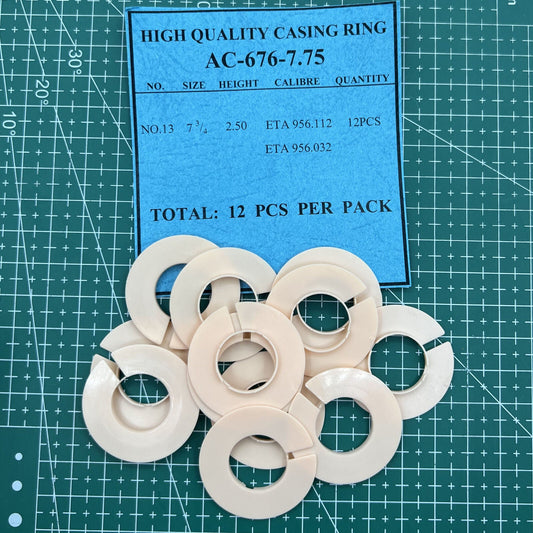 HIGH QUALITY CASING RING
AC-676-7.75
NO. SIZE HEIGHT CALIBRE QUANTITY
NO.13 7 3/4 2.50 ETA 956.112 12PCS
ETA 956.032
TOTAL: 12 PCS PER PACK
10°
20°
30°